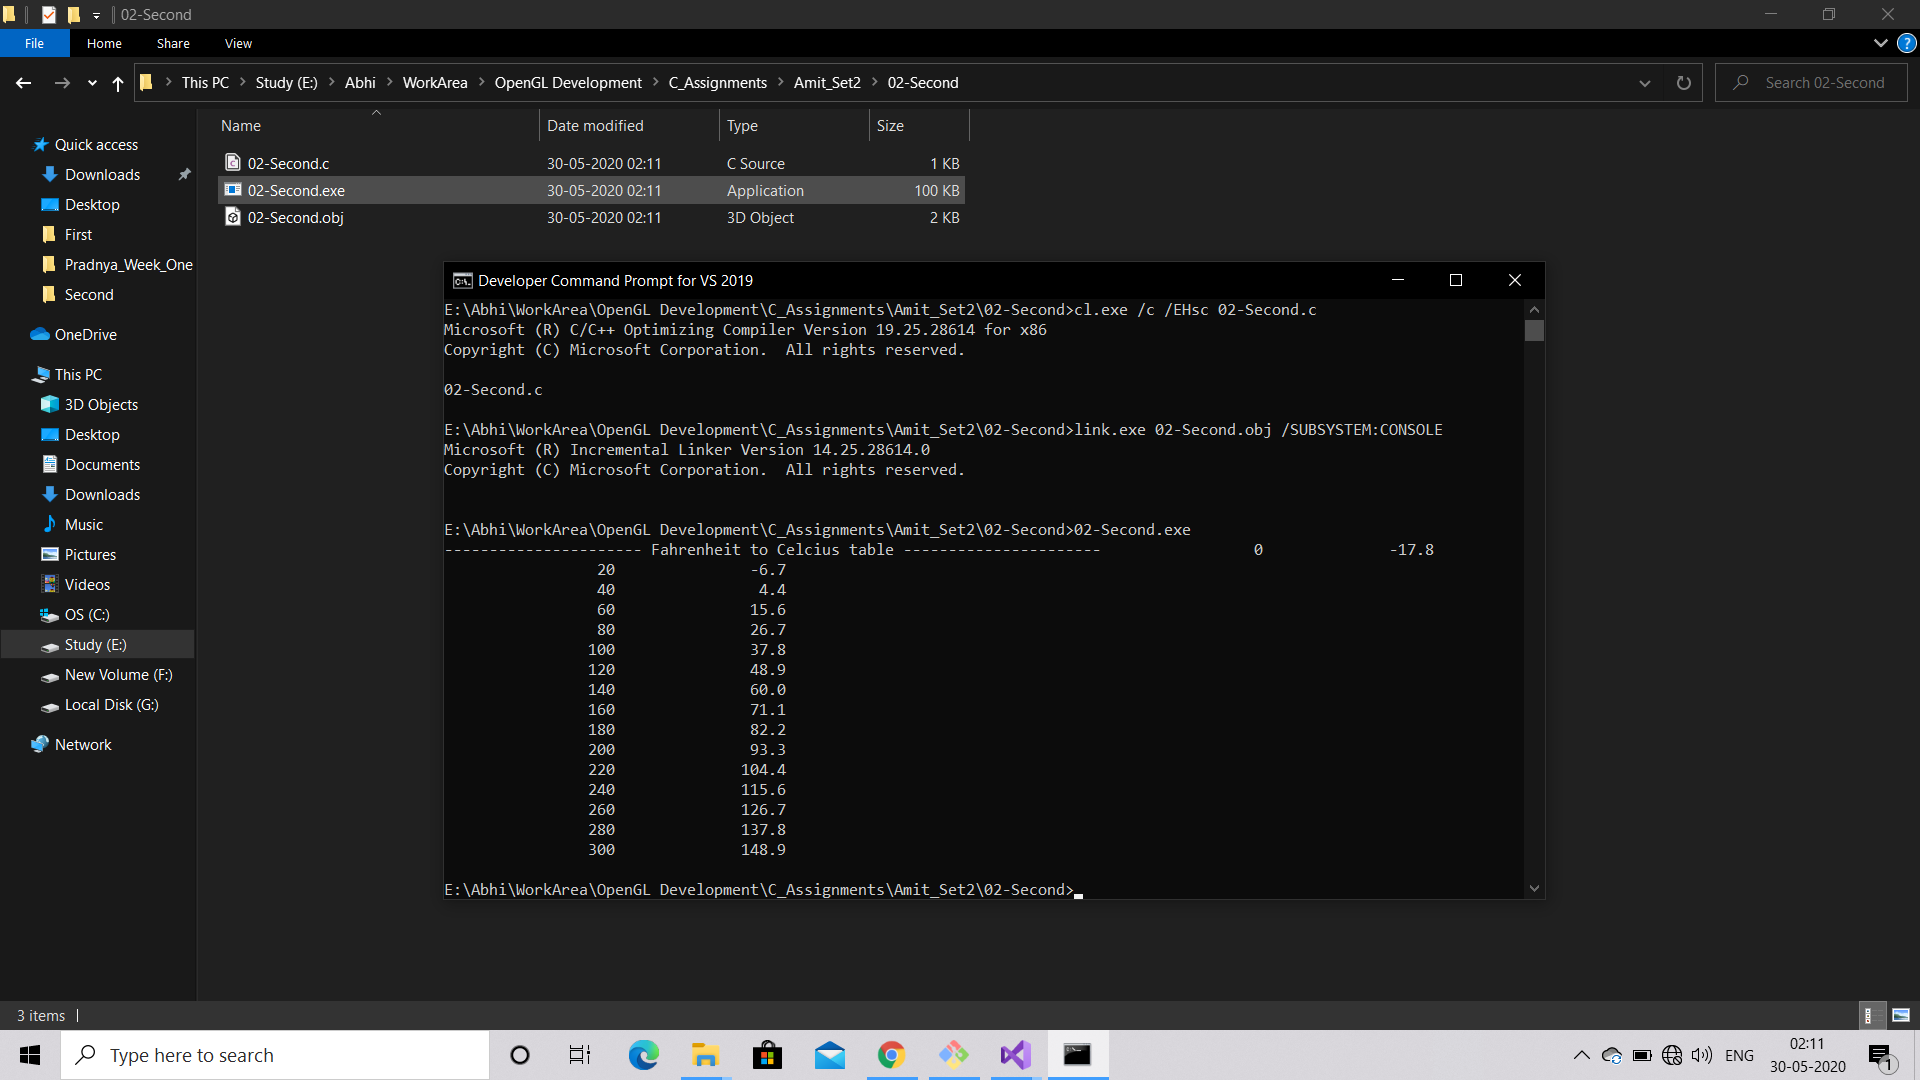 02-Second
File Home Share View
This PC Study (E:) Abhi WorkArea OpenGL Development C_Assignments Amit_Set2 02-Second
Search 02-Second
Name Date modified Type Size
02-Second.c 30-05-2020 02:11 C Source 1 KB
02-Second.exe 30-05-2020 02:11 Application 100 KB
02-Second.obj 30-05-2020 02:11 3D Object 2 KB
Quick access
Downloads
Desktop
First
Pradnya_Week_One
Second
OneDrive
This PC
3D Objects
Desktop
Documents
Downloads
Music
Pictures
Videos
OS (C:)
Study (E:)
New Volume (F:)
Local Disk (G:)
Network
Developer Command Prompt for VS 2019
E:\Abhi\WorkArea\OpenGL Development\C_Assignments\Amit_Set2\02-Second>cl.exe /c /EHsc 02-Second.c
Microsoft (R) C/C++ Optimizing Compiler Version 19.25.28614 for x86
Copyright (C) Microsoft Corporation.  All rights reserved.
02-Second.c
E:\Abhi\WorkArea\OpenGL Development\C_Assignments\Amit_Set2\02-Second>link.exe 02-Second.obj /SUBSYSTEM:CONSOLE
Microsoft (R) Incremental Linker Version 14.25.28614.0
Copyright (C) Microsoft Corporation.  All rights reserved.
E:\Abhi\WorkArea\OpenGL Development\C_Assignments\Amit_Set2\02-Second>02-Second.exe
---------------------- Fahrenheit to Celcius table ---------------------- 0 -17.8
20 -6.7
40 4.4
60 15.6
80 26.7
100 37.8
120 48.9
140 60.0
160 71.1
180 82.2
200 93.3
220 104.4
240 115.6
260 126.7
280 137.8
300 148.9
E:\Abhi\WorkArea\OpenGL Development\C_Assignments\Amit_Set2\02-Second>
3 items
Type here to search
ENG
02:11
30-05-2020
1